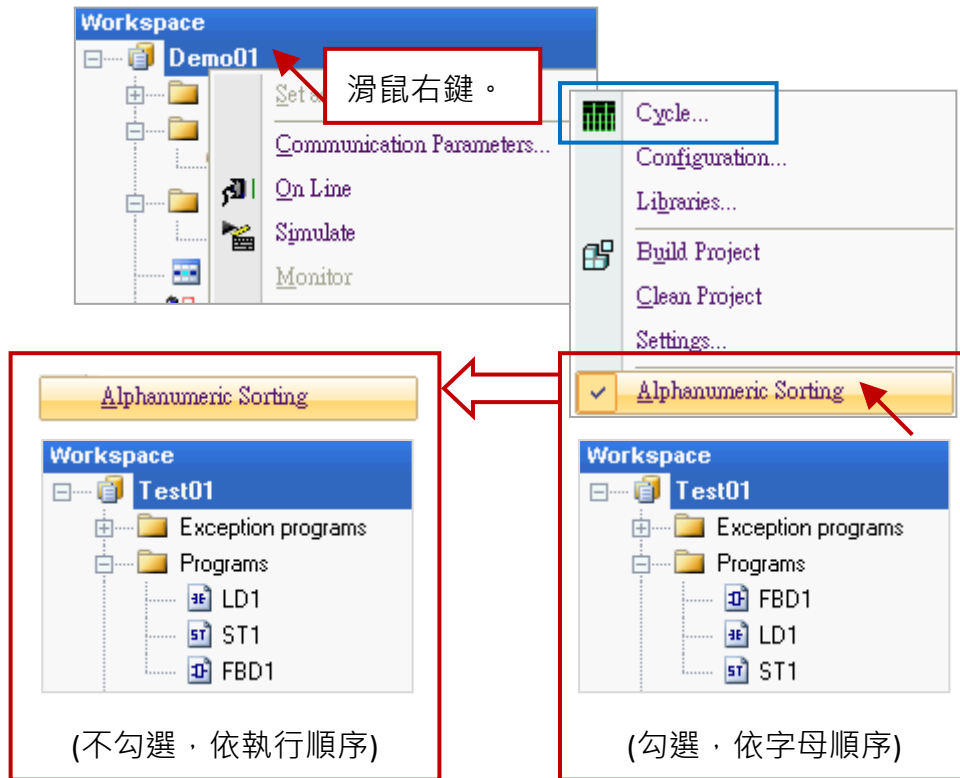 Workspace
Demo01
滑鼠右鍵。
Set a
Communication Parameters...
On Line
Simulate
Monitor
Cycle...
Configuration...
Libraries...
Build Project
Clean Project
Settings...
Alphanumeric Sorting
Alphanumeric Sorting
Workspace
Test01
Exception programs
Programs
LD1
ST1
FBD1
(不勾選，依執行順序)
Workspace
Test01
Exception programs
Programs
FBD1
LD1
ST1
(勾選，依字母順序)